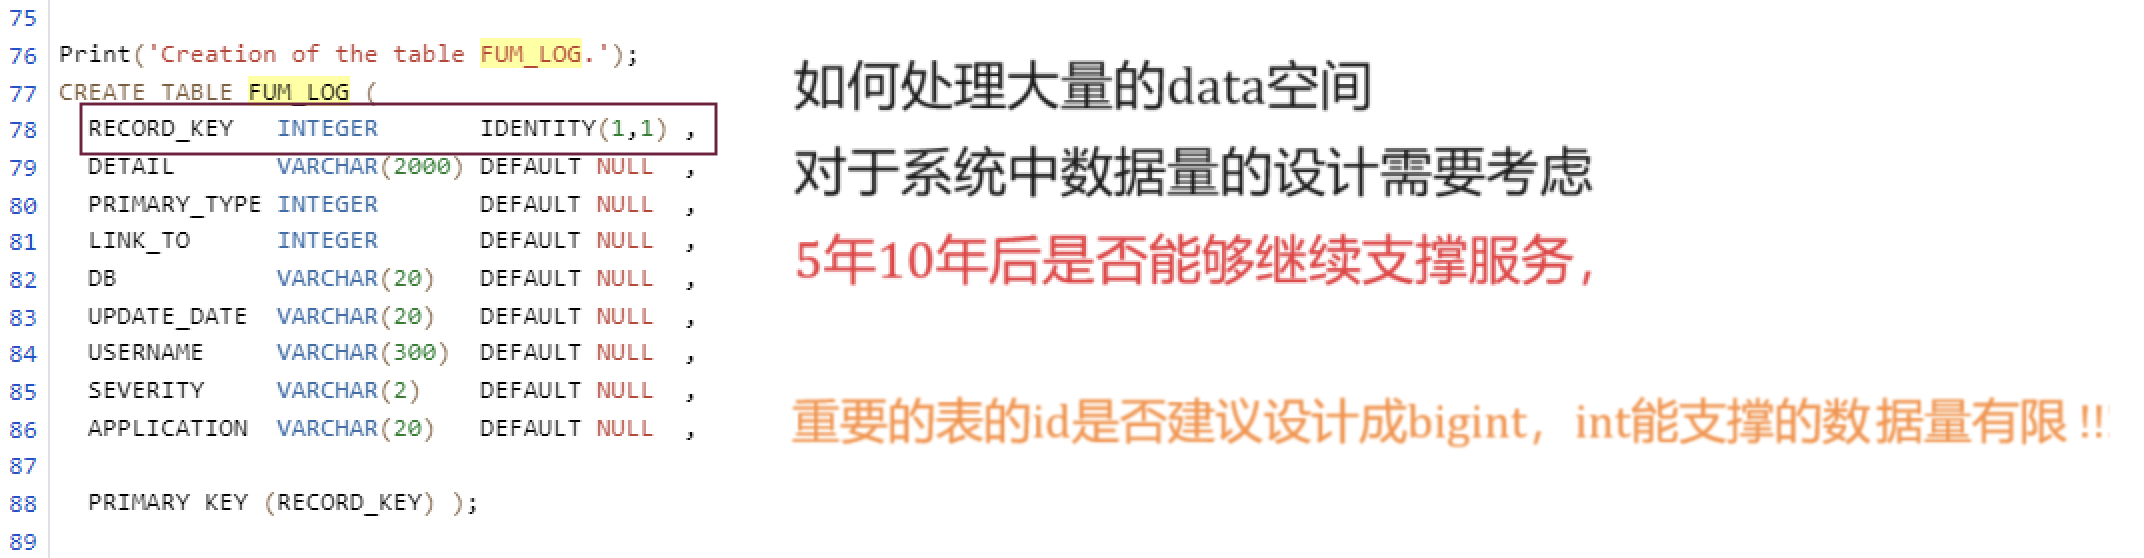 75
76 Print('Creation of the table FUM_LOG.');
77 CREATE TABLE FUM_LOG (
78 RECORD_KEY INTEGER IDENTITY(1,1) ,
79 DETAIL VARCHAR(2000) DEFAULT NULL ,
80 PRIMARY_TYPE INTEGER DEFAULT NULL ,
81 LINK_TO INTEGER DEFAULT NULL ,
82 DB VARCHAR(20) DEFAULT NULL ,
83 UPDATE_DATE VARCHAR(20) DEFAULT NULL ,
84 USERNAME VARCHAR(300) DEFAULT NULL ,
85 SEVERITY VARCHAR(2) DEFAULT NULL ,
86 APPLICATION VARCHAR(20) DEFAULT NULL ,
87
88 PRIMARY KEY (RECORD_KEY) );
89
如何处理大量的data空间
对于系统中数据量的设计需要考虑
5年10年后是否能够继续支撑服务，
重要的表的id是否建议设计成bigint，int能支撑的数据量有限 !!!